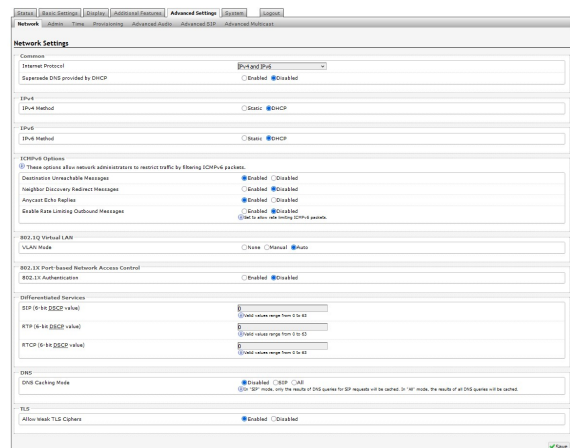 Status Basic Settings Display Additional Features Advanced Settings System Logout
Network Admin Time Provisioning Advanced Audio Advanced SIP Advanced Multicast
Network Settings
Common
Internet Protocol IPv4 and IPv6
Supersede DNS provided by DHCP Enabled Disabled
IPv4
IPv4 Method Static DHCP
IPv6
IPv6 Method Static DHCP
ICMPv6 Options
These options allow network administrators to restrict traffic by filtering ICMPv6 packets.
Destination Unreachable Messages Enabled Disabled
Neighbor Discovery Redirect Messages Enabled Disabled
Anycast Echo Replies Enabled Disabled
Enable Rate Limiting Outbound Messages Enabled Disabled
Set to allow rate limiting ICMPv6 packets.
802.1Q Virtual LAN
VLAN Mode None Manual Auto
802.1X Port-based Network Access Control
802.1X Authentication Enabled Disabled
Differentiated Services
SIP (6-bit DSCP value) 0
Valid values range from 0 to 63
RTP (6-bit DSCP value) 0
Valid values range from 0 to 63
RTCP (6-bit DSCP value) 0
Valid values range from 0 to 63
DNS
DNS Caching Mode Disabled SIP All
In "SIP" mode, only the results of DNS queries for SIP requests will be cached. In "All" mode, the results of all DNS queries will be cached.
TLS
Allow Weak TLS Ciphers Enabled Disabled
Save